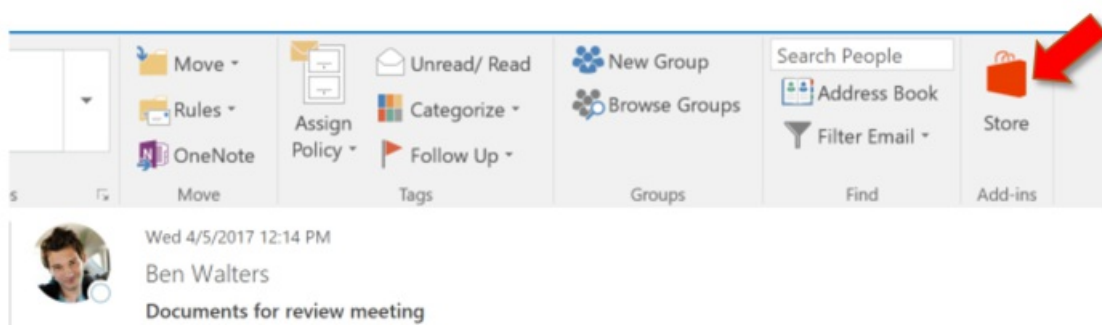 Move
Rules
OneNote
Move
Assign
Policy
Unread/ Read
Categorize
Follow Up
Tags
New Group
Browse Groups
Groups
Search People
Address Book
Filter Email
Find
Store
Add-ins
s
Wed 4/5/2017 12:14 PM
Ben Walters
Documents for review meeting